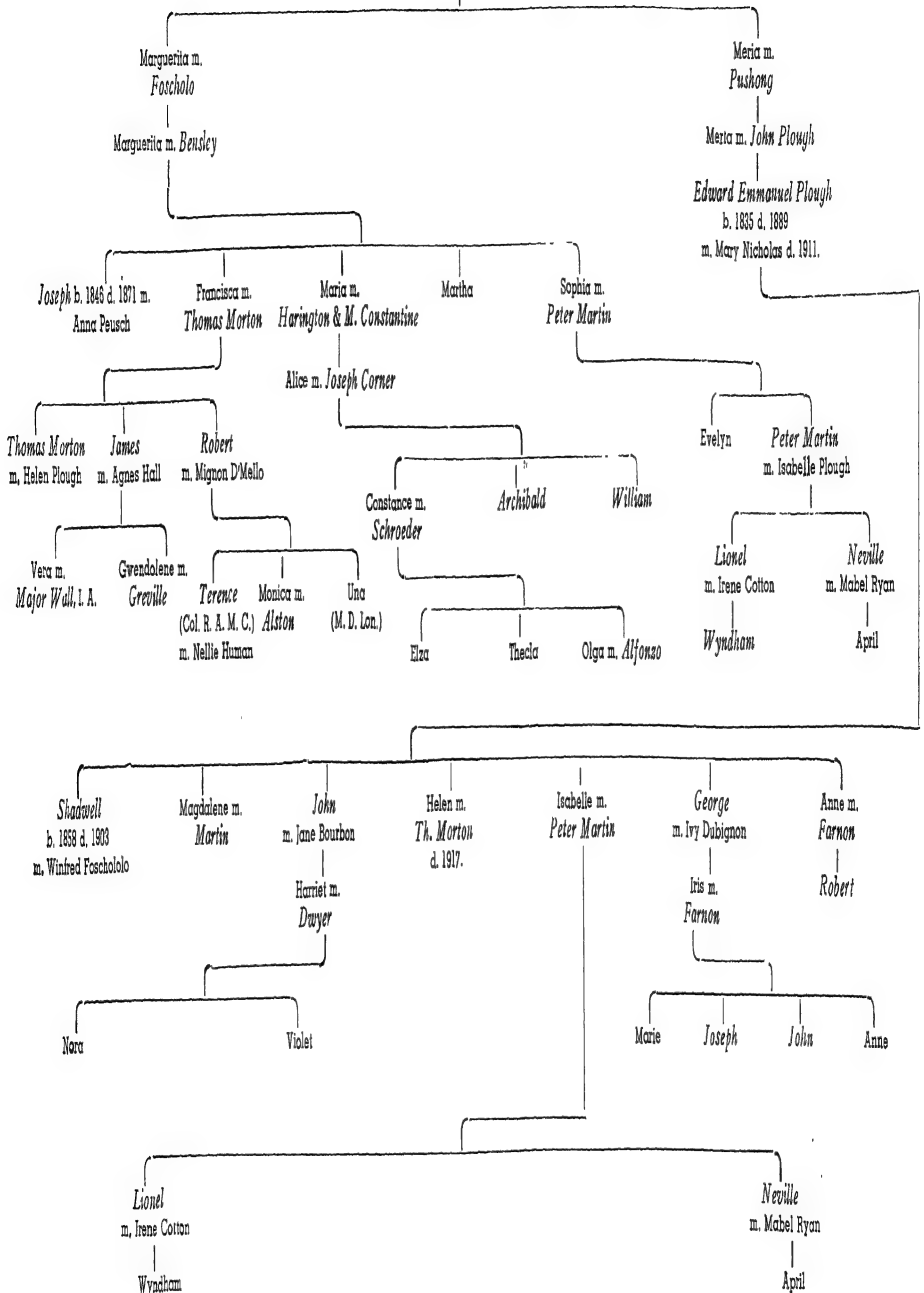 Marguerita m.
Foscholo
Meria m.
Pushong
Marguerita m. Bensley
Meria m. John Plough
Edward Emmanuel Plough
b. 1835 d. 1889
m. Mary Nicholas d. 1911.
Joseph b. 1846 d. 1871 m.
Anna Peusch
Francisca m.
Thomas Morton
Maria m.
Harington & M. Constantine
Martha
Sophia m.
Peter Martin
Alice m. Joseph Corner
Thomas Morton
m. Helen Plough
James
m. Agnes Hall
Robert
m. Mignon D'Mello
Evelyn
Peter Martin
m. Isabelle Plough
Constance m.
Schroeder
Archibald
William
Vera m.
Major Wall, I. A.
Gwendolene m.
Greville
Terence
(Col. R. A. M. C.)
m. Nellie Human
Monica m.
Alston
Una
(M. D. Lon.)
Elza
Thecla
Olga m. Alfonzo
Lionel
m. Irene Cotton
Wyndham
Neville
m. Mabel Ryan
April
Shadwell
b. 1858 d. 1903
m. Winfred Foschololo
Magdalene m.
Martin
John
m. Jane Bourbon
Helen m.
Th. Morton
d. 1917.
Isabelle m.
Peter Martin
George
m. Ivy Dubignon
Anne m.
Farnon
Robert
Harriet m.
Dwyer
Iris m.
Farnon
Nora
Violet
Marie
Joseph
John
Anne
Lionel
m. Irene Cotton
Wyndham
Neville
m. Mabel Ryan
April